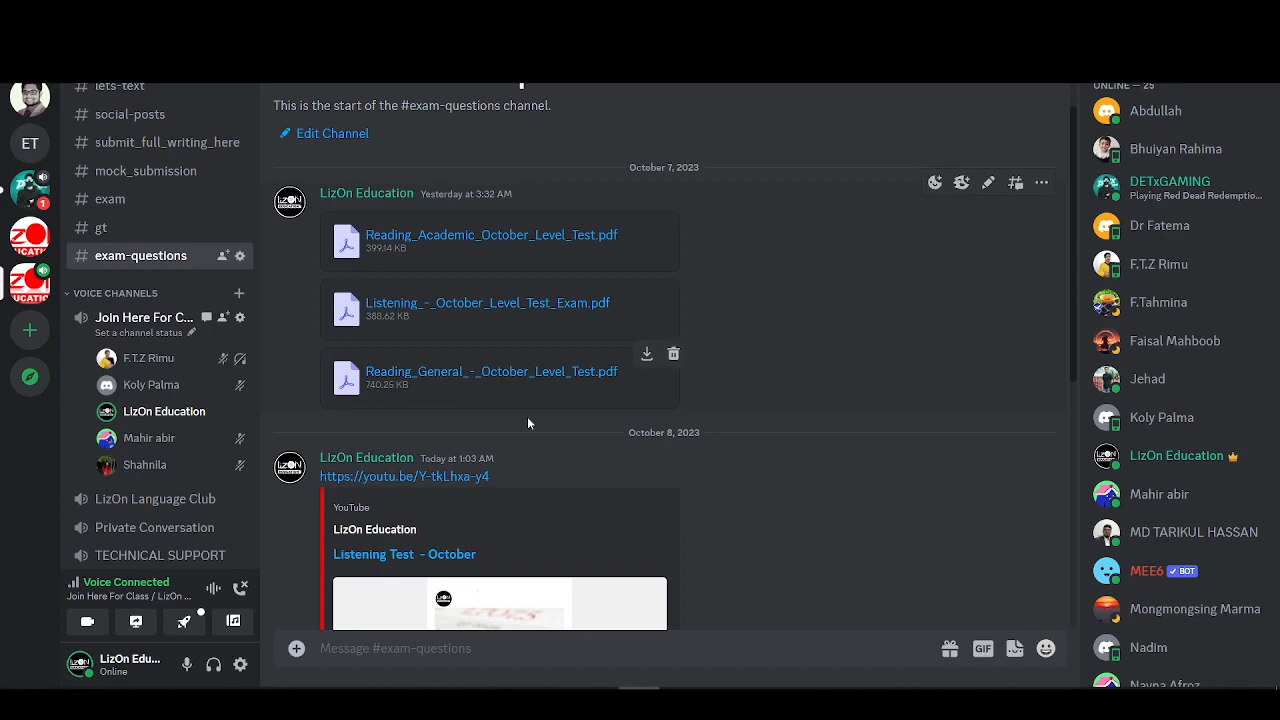 ONLINE — 25
lets-text
social-posts
submit_full_writing_here
mock_submission
exam
gt
exam-questions
VOICE CHANNELS
Join Here For C...
Set a channel status
F.T.Z Rimu
Koly Palma
LizOn Education
Mahir abir
Shahnila
LizOn Language Club
Private Conversation
TECHNICAL SUPPORT
Voice Connected
Join Here For Class / LizOn ...
LizOn Edu...
Online
ET
1
This is the start of the #exam-questions channel.
Edit Channel
October 7, 2023
LizOn Education Yesterday at 3:32 AM
Reading_Academic_October_Level_Test.pdf
399.14 KB
Listening_-_October_Level_Test_Exam.pdf
388.62 KB
Reading_General_-_October_Level_Test.pdf
740.25 KB
October 8, 2023
LizOn Education Today at 1:03 AM
https://youtu.be/Y-tkLhxa-y4
YouTube
LizOn Education
Listening Test - October
Message #exam-questions
GIF
Abdullah
Bhuiyan Rahima
DETxGAMING
Playing Red Dead Redemptio...
Dr Fatema
F.T.Z Rimu
F.Tahmina
Faisal Mahboob
Jehad
Koly Palma
LizOn Education
Mahir abir
MD TARIKUL HASSAN
MEE6 ✓ BOT
Mongmongsing Marma
Nadim
Nayna Afroz